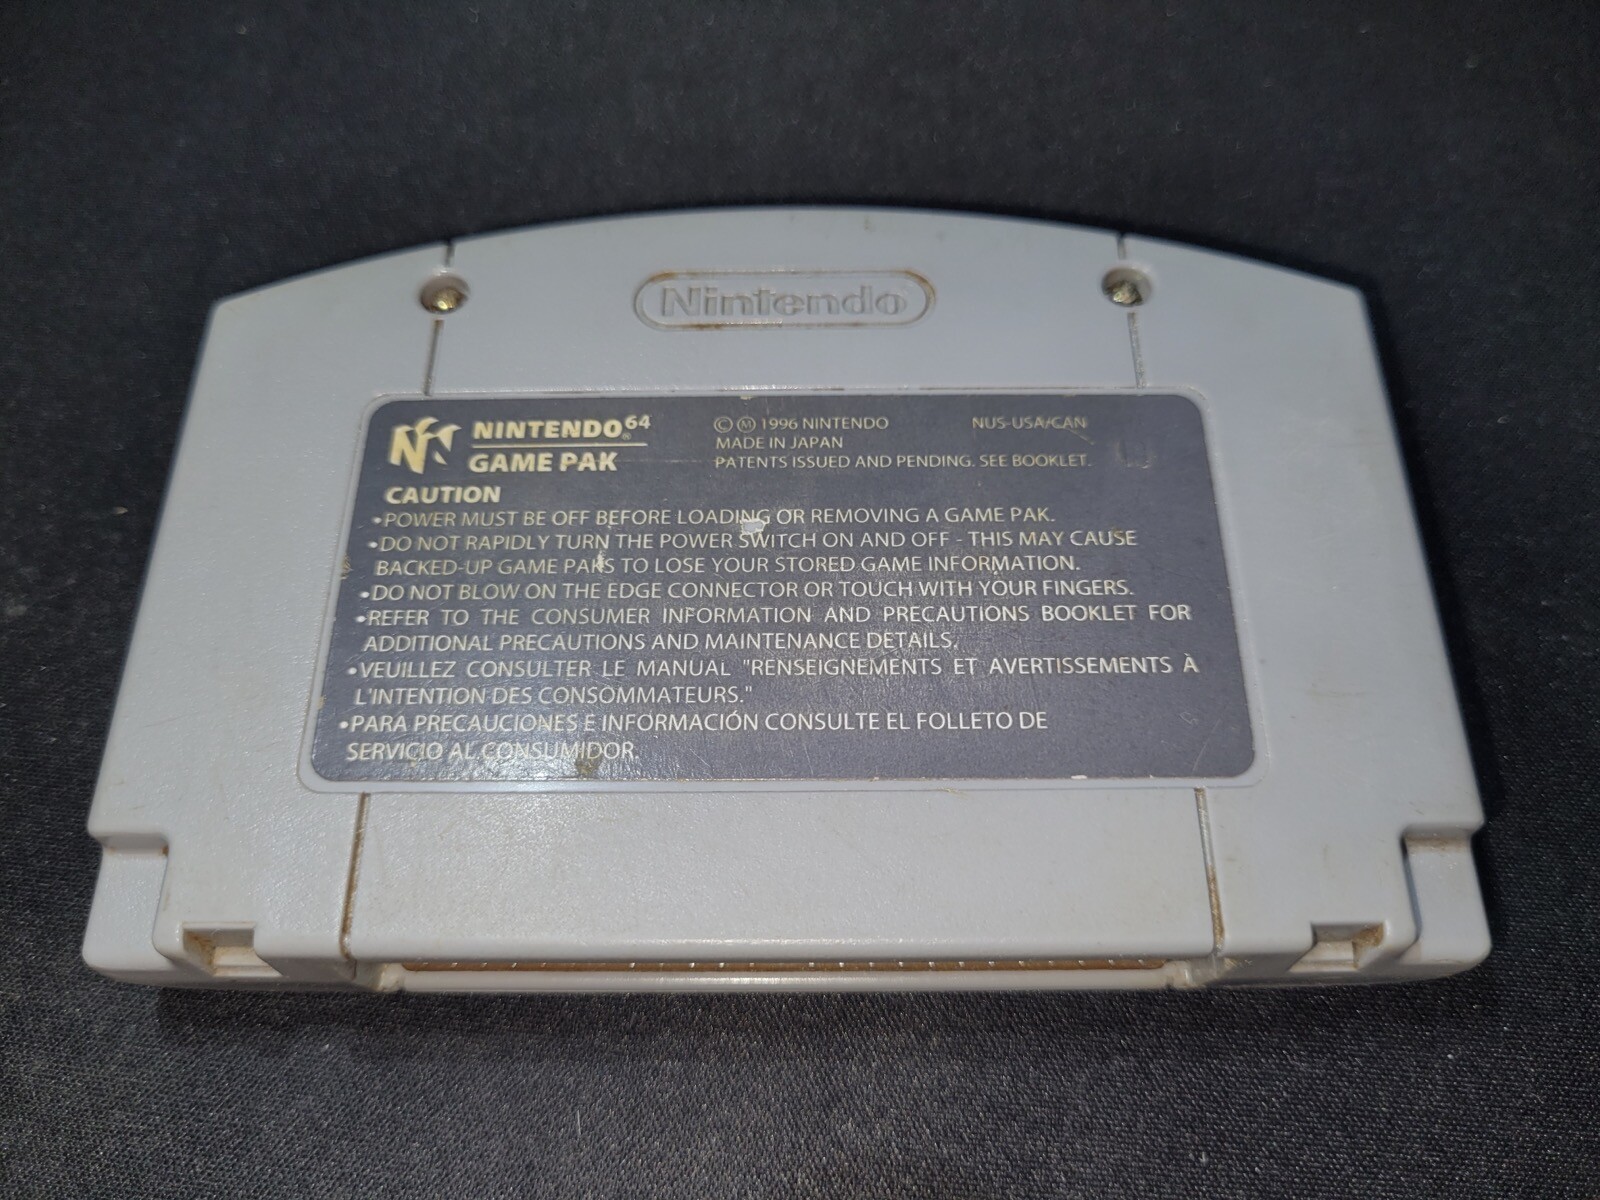 Nintendo
NINTENDO64®
GAME PAK
© Ⓜ 1996 NINTENDO
NUS-USA/CAN
MADE IN JAPAN
PATENTS ISSUED AND PENDING. SEE BOOKLET.
CAUTION
•POWER MUST BE OFF BEFORE LOADING OR REMOVING A GAME PAK.
•DO NOT RAPIDLY TURN THE POWER SWITCH ON AND OFF - THIS MAY CAUSE
BACKED-UP GAME PAKS TO LOSE YOUR STORED GAME INFORMATION.
•DO NOT BLOW ON THE EDGE CONNECTOR OR TOUCH WITH YOUR FINGERS.
•REFER TO THE CONSUMER INFORMATION AND PRECAUTIONS BOOKLET FOR
ADDITIONAL PRECAUTIONS AND MAINTENANCE DETAILS.
•VEUILLEZ CONSULTER LE MANUAL "RENSEIGNEMENTS ET AVERTISSEMENTS À
L'INTENTION DES CONSOMMATEURS."
•PARA PRECAUCIONES E INFORMACIÓN CONSULTE EL FOLLETO DE
SERVICIO AL CONSUMIDOR.